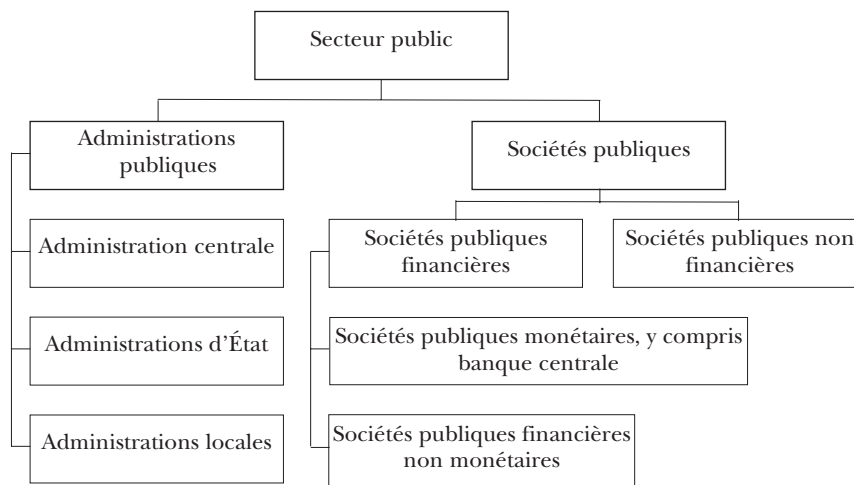 Secteur public
Administrations
publiques
Sociétés publiques
Administration centrale
Sociétés publiques
financières
Sociétés publiques non
financières
Administrations d'État
Sociétés publiques monétaires, y compris
banque centrale
Administrations locales
Sociétés publiques financières
non monétaires